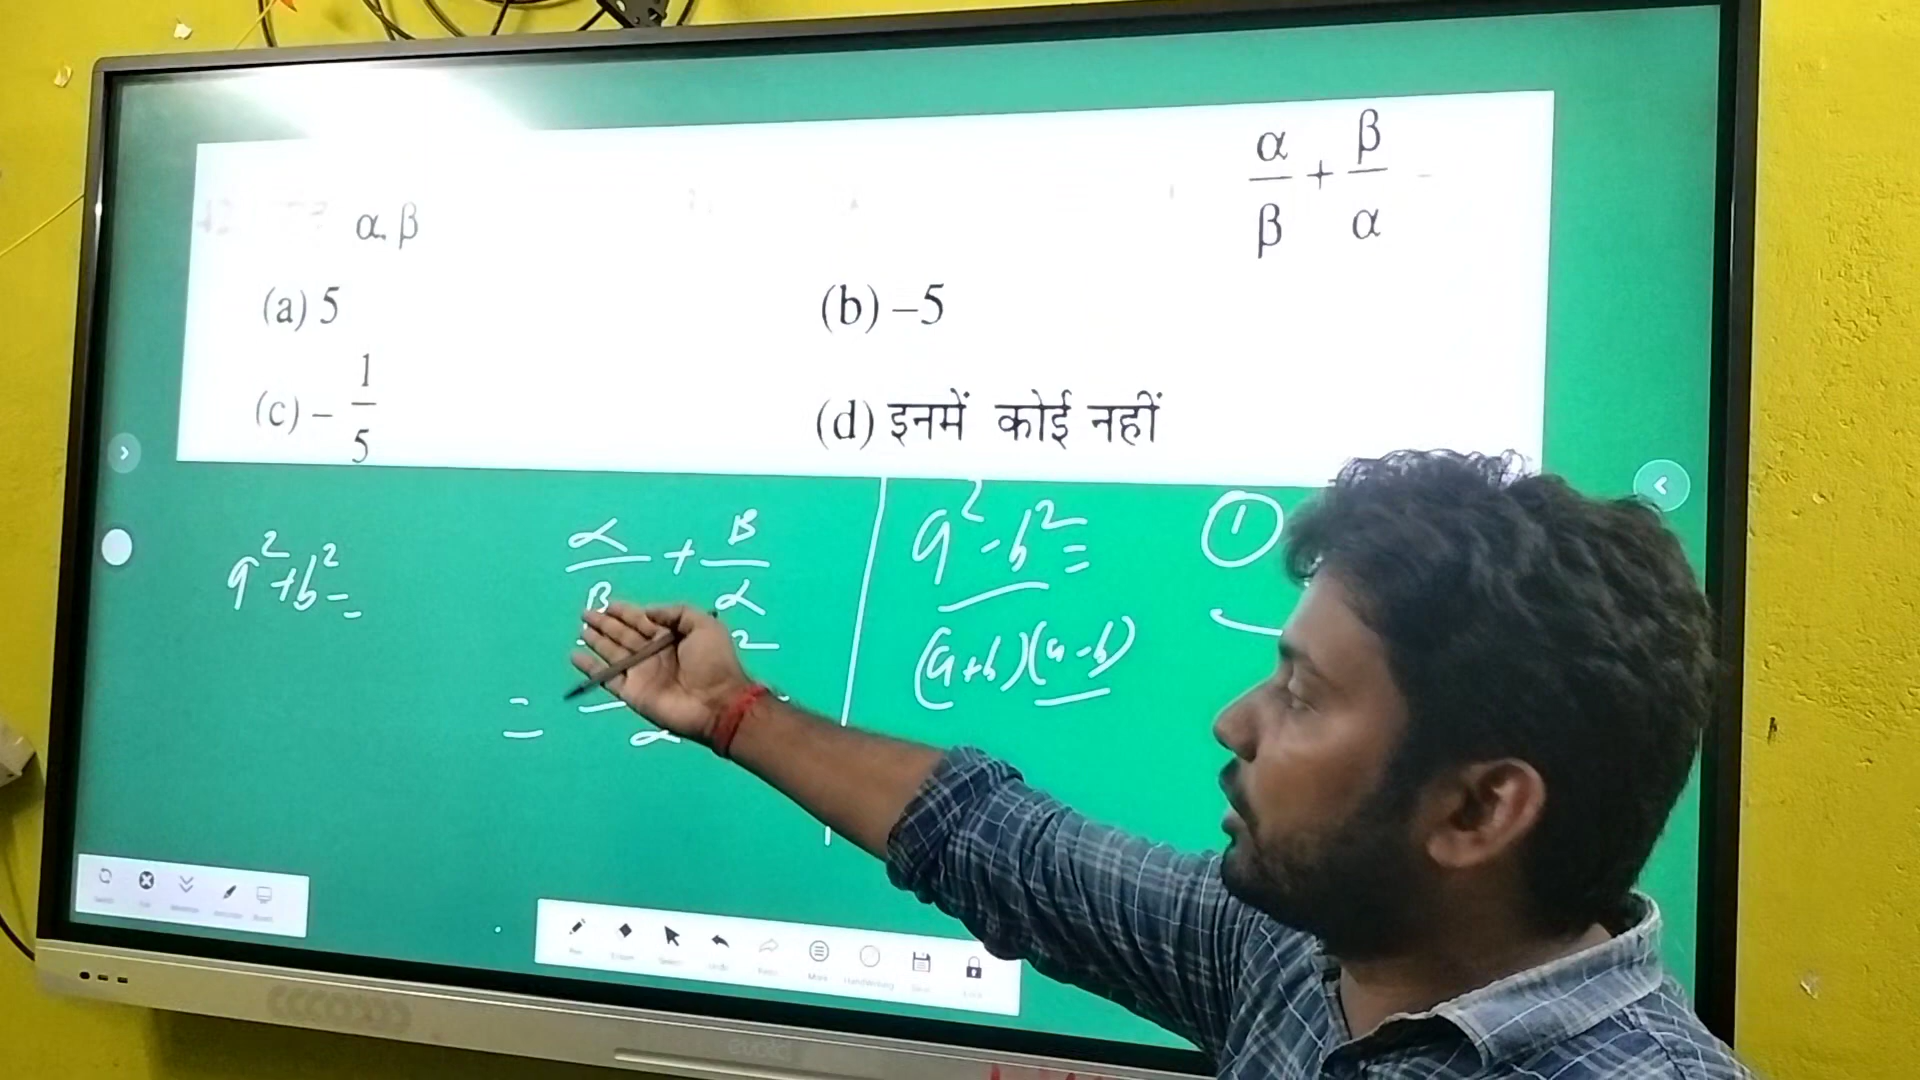 α/β + β/α
α, β
(a) 5 (b) –5
(c) – 1/5 (d) इनमें कोई नहीं
a²+b²=
α/β + β/α
=
a²-b²=
(a+b)(a-b)
①